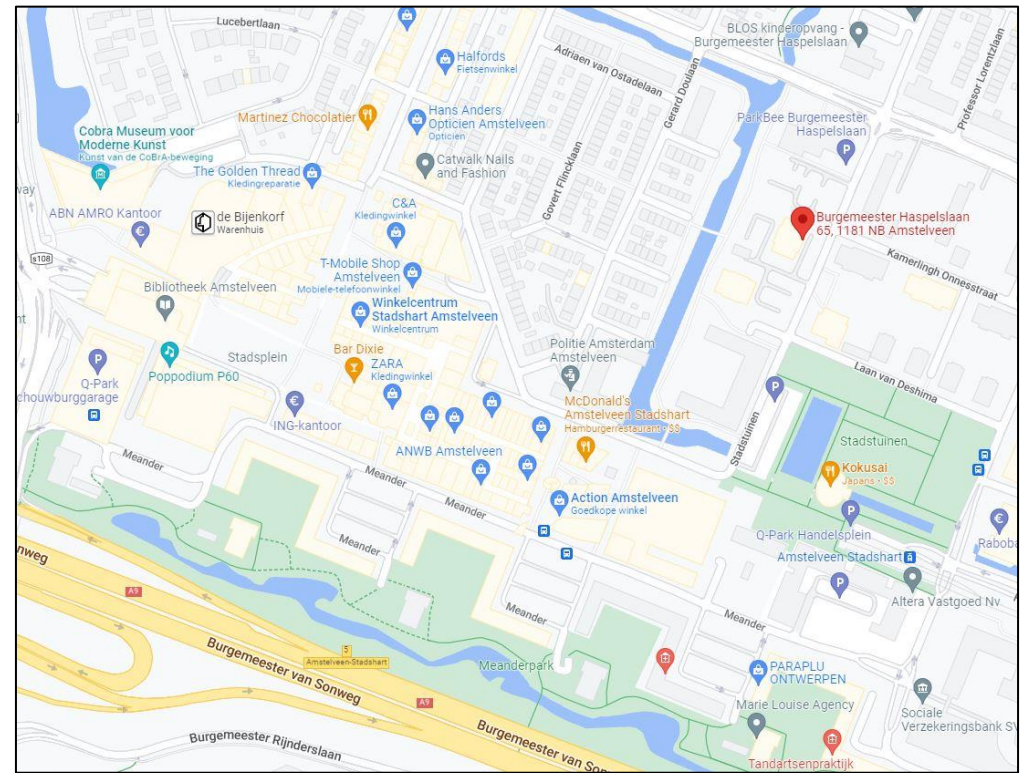 Lucebertlaan
BLOS kinderopvang -
Burgemeester Haspelslaan
Halfords
Fietsenwinkel
Adriaen van Ostadelaan
Gerard Doulaan
Professor Lorentzlaan
Martinez Chocolatier
Hans Anders
Opticien Amstelveen
Opticien
ParkBee Burgemeester
Haspelslaan
P
Cobra Museum voor
Moderne Kunst
Kunst van de CoBrA-beweging
Catwalk Nails
and Fashion
The Golden Thread
Kledingreparatie
Govert Flincklaan
ABN AMRO Kantoor
€
de Bijenkorf
Warenhuis
C&A
Kledingwinkel
Burgemeester Haspelslaan
65, 1181 NB Amstelveen
s108
T-Mobile Shop
Amstelveen
Mobiele-telefoonwinkel
Kamerlingh Onnesstraat
Bibliotheek Amstelveen
Winkelcentrum
Stadshart Amstelveen
Winkelcentrum
Stadsplein
Bar Dixie
ZARA
Kledingwinkel
Politie Amsterdam
Amstelveen
P
Q-Park
chouwburggarage
Poppodium P60
Laan van Deshima
P
€
ING-kantoor
McDonald's
Amstelveen Stadshart
Hamburgerrestaurant • $$
Stadstuinen
Stadstuinen
ANWB Amstelveen
Kokusai
Japans • $$
Meander
Meander
Action Amstelveen
Goedkope winkel
P
€
Q-Park Handelsplein
Raboba
Meander
Amstelveen Stadshart
P
Altera Vastgoed Nv
nweg
A9
Meander
Meander
Burgemeester van Sonweg
5
Amstelveen-Stadshart
Meanderpark
PARAPLU
ONTWERPEN
A9
Marie Louise Agency
Sociale
Verzekeringsbank SV
Burgemeester Rijnderslaan
Burgemeester van Son
Tandartsenpraktijk